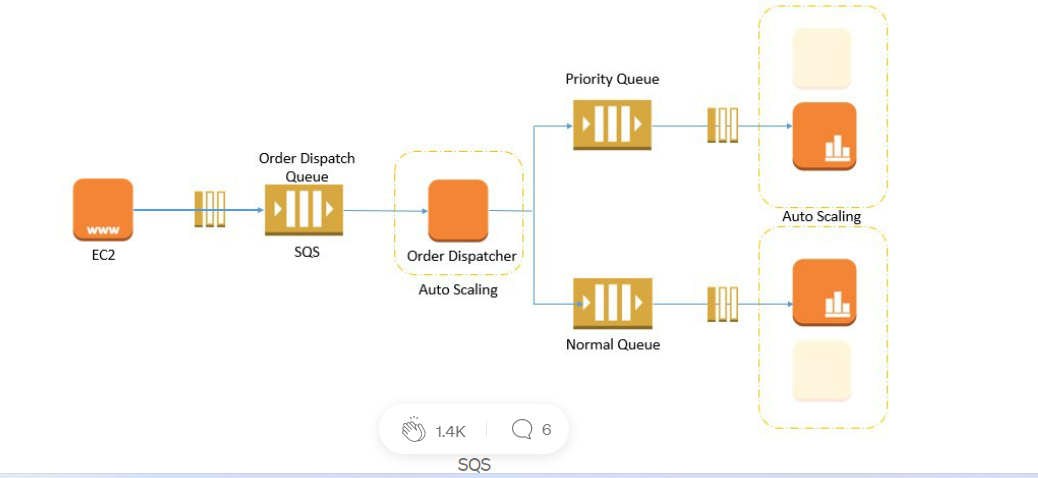 Priority Queue
Order Dispatch
Queue
www
EC2
SQS
Order Dispatcher
Auto Scaling
Auto Scaling
Normal Queue
1.4K
6
SQS